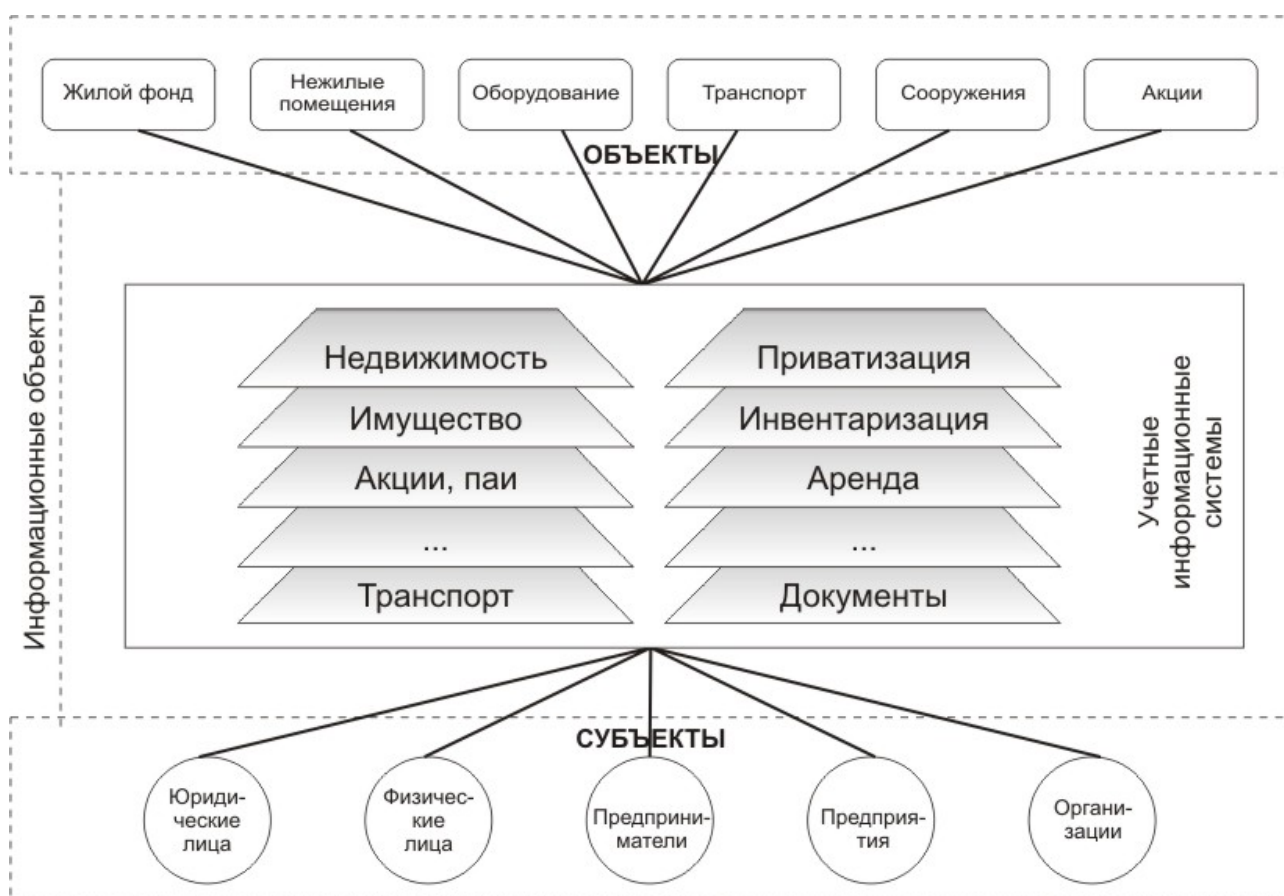 Жилой фонд
Нежилые
помещения
Оборудование
Транспорт
Сооружения
Акции
ОБЪЕКТЫ
Информационные объекты
Недвижимость
Имущество
Акции, паи
...
Транспорт
Приватизация
Инвентаризация
Аренда
...
Документы
Учетные
информационные
системы
СУБЪЕКТЫ
Юриди-
ческие
лица
Физичес-
кие
лица
Предприни-
матели
Предприя-
тия
Органи-
зации